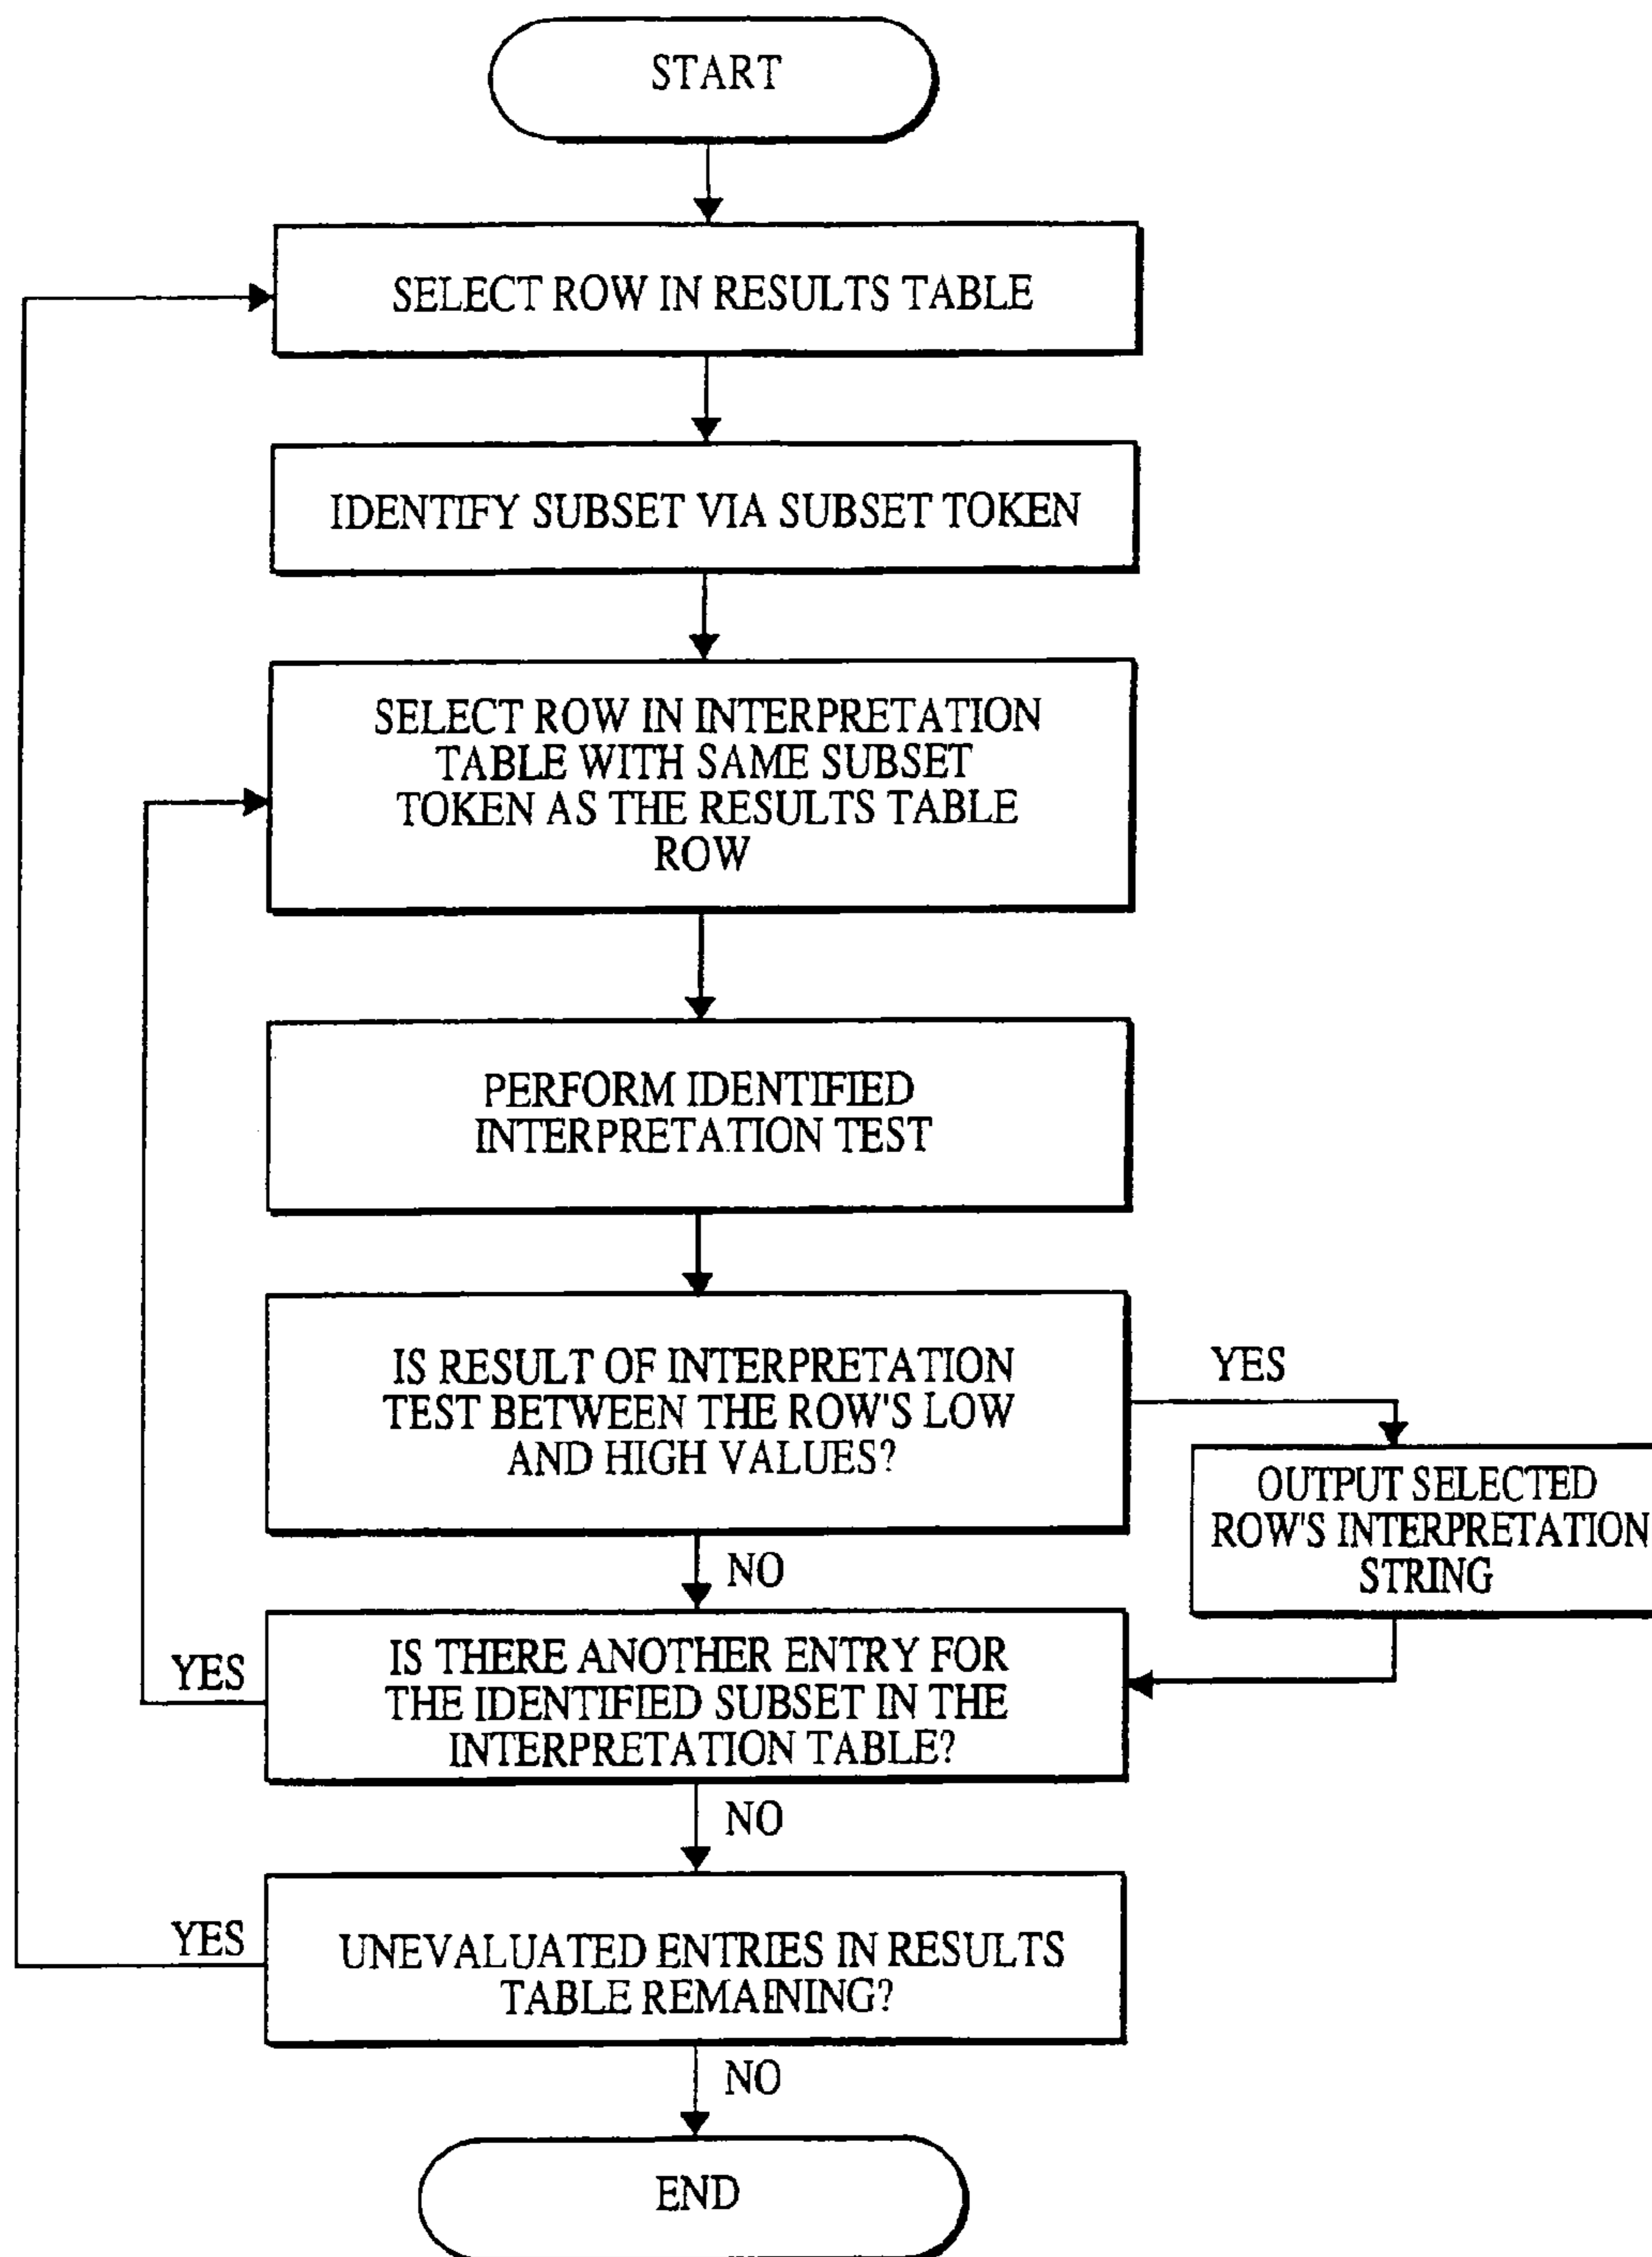 START
SELECT ROW IN RESULTS TABLE
IDENTIFY SUBSET VIA SUBSET TOKEN
SELECT ROW IN INTERPRETATION
TABLE WITH SAME SUBSET
TOKEN AS THE RESULTS TABLE
ROW
PERFORM IDENTIFIED
INTERPRETATION TEST
IS RESULT OF INTERPRETATION
TEST BETWEEN THE ROW'S LOW
AND HIGH VALUES?
YES
OUTPUT SELECTED
ROW'S INTERPRETATION
STRING
NO
IS THERE ANOTHER ENTRY FOR
THE IDENTIFIED SUBSET IN THE
INTERPRETATION TABLE?
YES
NO
UNEVALUATED ENTRIES IN RESULTS
TABLE REMAINING?
YES
NO
END